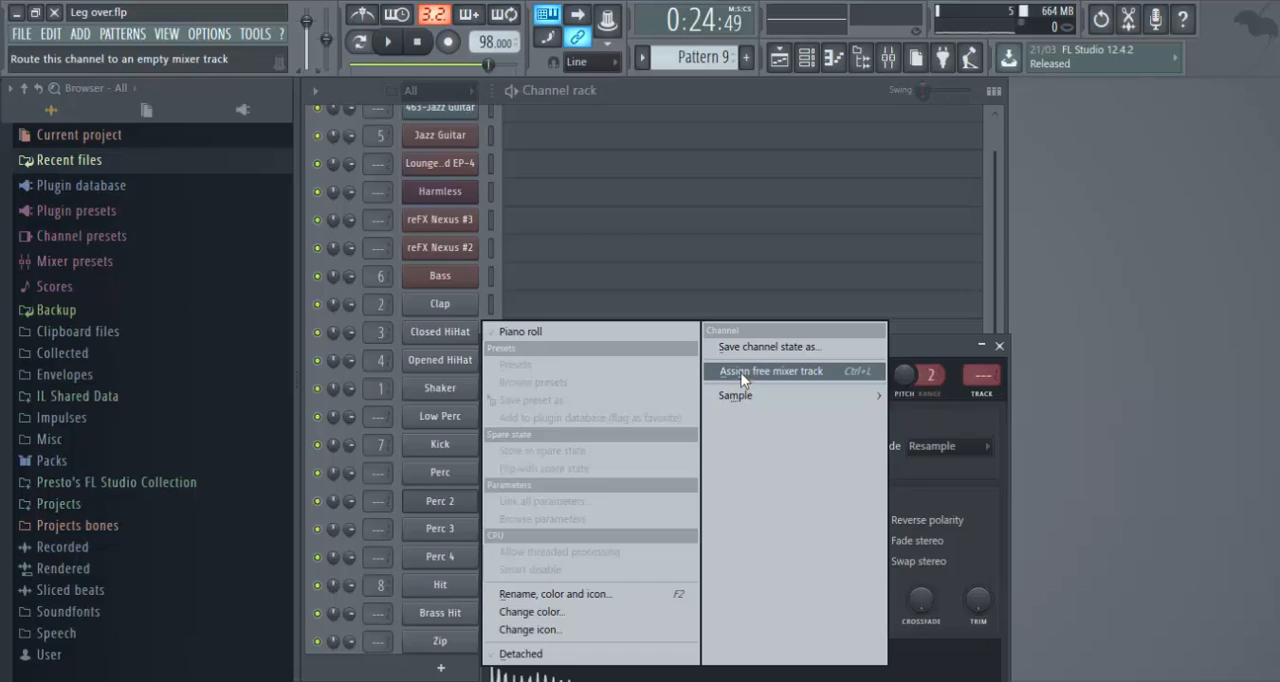 Leg over.flp
FILE EDIT ADD PATTERNS VIEW OPTIONS TOOLS ?
Route this channel to an empty mixer track
3.2.
98.000
Line
0:24:49
M:S:CS
Pattern 9
5
664 MB
0
21/03 FL Studio 12.4.2
Released
Browser - All
Current project
Recent files
Plugin database
Plugin presets
Channel presets
Mixer presets
Scores
Backup
Clipboard files
Collected
Envelopes
IL Shared Data
Impulses
Misc
Packs
Presto's FL Studio Collection
Projects
Projects bones
Recorded
Rendered
Sliced beats
Soundfonts
Speech
User
All
Channel rack
Swing
463-Jazz Guitar
5 Jazz Guitar
--- Lounge..d EP-4
--- Harmless
--- reFX Nexus #3
--- reFX Nexus #2
6 Bass
2 Clap
3 Closed HiHat
4 Opened HiHat
--- Shaker
--- Low Perc
7 Kick
--- Perc
--- Perc 2
--- Perc 3
--- Perc 4
8 Hit
--- Brass Hit
--- Zip
+
Piano roll
Presets
Presets
Browse presets
Save preset as...
Add to plugin database (flag as favorite)
Spare state
Store in spare state
Flip with spare state
Parameters
Link all parameters...
Browse parameters
CPU
Allow threaded processing
Smart disable
Rename, color and icon... F2
Change color...
Change icon...
Detached
Channel
Save channel state as...
Assign free mixer track Ctrl+L
Sample
2
---
PITCH RANGE TRACK
de Resample
Reverse polarity
Fade stereo
Swap stereo
CROSSFADE TRIM